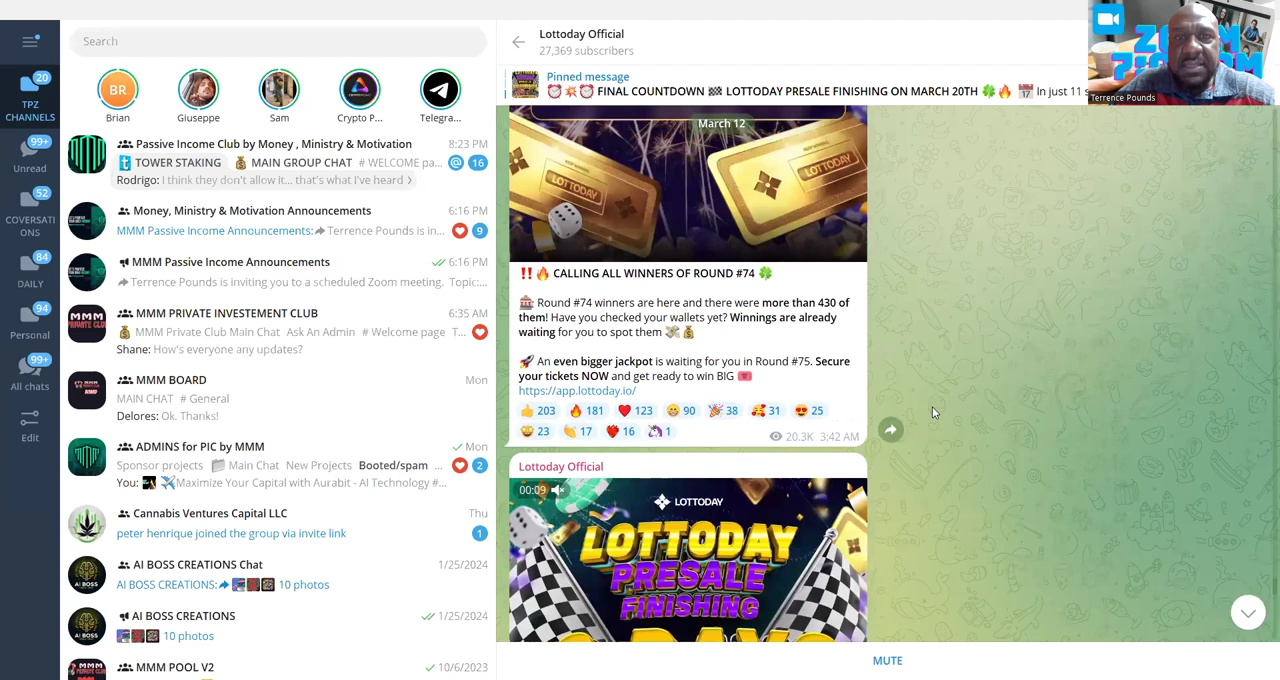 Search
BR
Brian
Giuseppe
Sam
Crypto P...
Telegra...
20
TPZ
CHANNELS
99+
Unread
52
COVERSATI
ONS
84
DAILY
94
Personal
99+
All chats
Edit
Passive Income Club by Money , Ministry & Motivation 8:23 PM
TOWER STAKING MAIN GROUP CHAT # WELCOME pa... @ 16
Rodrigo: I think they don't allow it... that's what I've heard >
Money, Ministry & Motivation Announcements 6:16 PM
MMM Passive Income Announcements: Terrence Pounds is in... 9
MMM Passive Income Announcements 6:16 PM
Terrence Pounds is inviting you to a scheduled Zoom meeting. Topic:...
MMM PRIVATE INVESTEMENT CLUB 6:35 AM
MMM Private Club Main Chat Ask An Admin # Welcome page T...
Shane: How's everyone any updates?
MMM BOARD Mon
MAIN CHAT # General
Delores: Ok. Thanks!
ADMINS for PIC by MMM Mon
Sponsor projects Main Chat New Projects Booted/spam ... 2
You: Maximize Your Capital with Aurabit - AI Technology #...
Cannabis Ventures Capital LLC Thu
peter henrique joined the group via invite link 1
AI BOSS CREATIONS Chat 1/25/2024
AI BOSS CREATIONS: 10 photos
AI BOSS CREATIONS 1/25/2024
10 photos
MMM POOL V2 10/6/2023
Lottoday Official
27,369 subscribers
Pinned message
⏰ 💥 ⏰ FINAL COUNTDOWN 🏁 LOTTODAY PRESALE FINISHING ON MARCH 20TH 🍀🔥 📅 In just 11
Terrence Pounds
March 12
LOTTODAY
LOTTODAY
‼️🔥 CALLING ALL WINNERS OF ROUND #74 🍀
🎰 Round #74 winners are here and there were more than 430 of
them! Have you checked your wallets yet? Winnings are already
waiting for you to spot them 💸💰
🚀 An even bigger jackpot is waiting for you in Round #75. Secure
your tickets NOW and get ready to win BIG 🎟️
https://app.lottoday.io/
👍 203 🔥 181 ❤️ 123 😁 90 🎉 38 🥰 31 😍 25
23 👏 17 16 🦄 1 20.3K 3:42 AM
Lottoday Official
00:09
LOTTODAY
LOTTODAY
PRESALE
FINISHING
MUTE